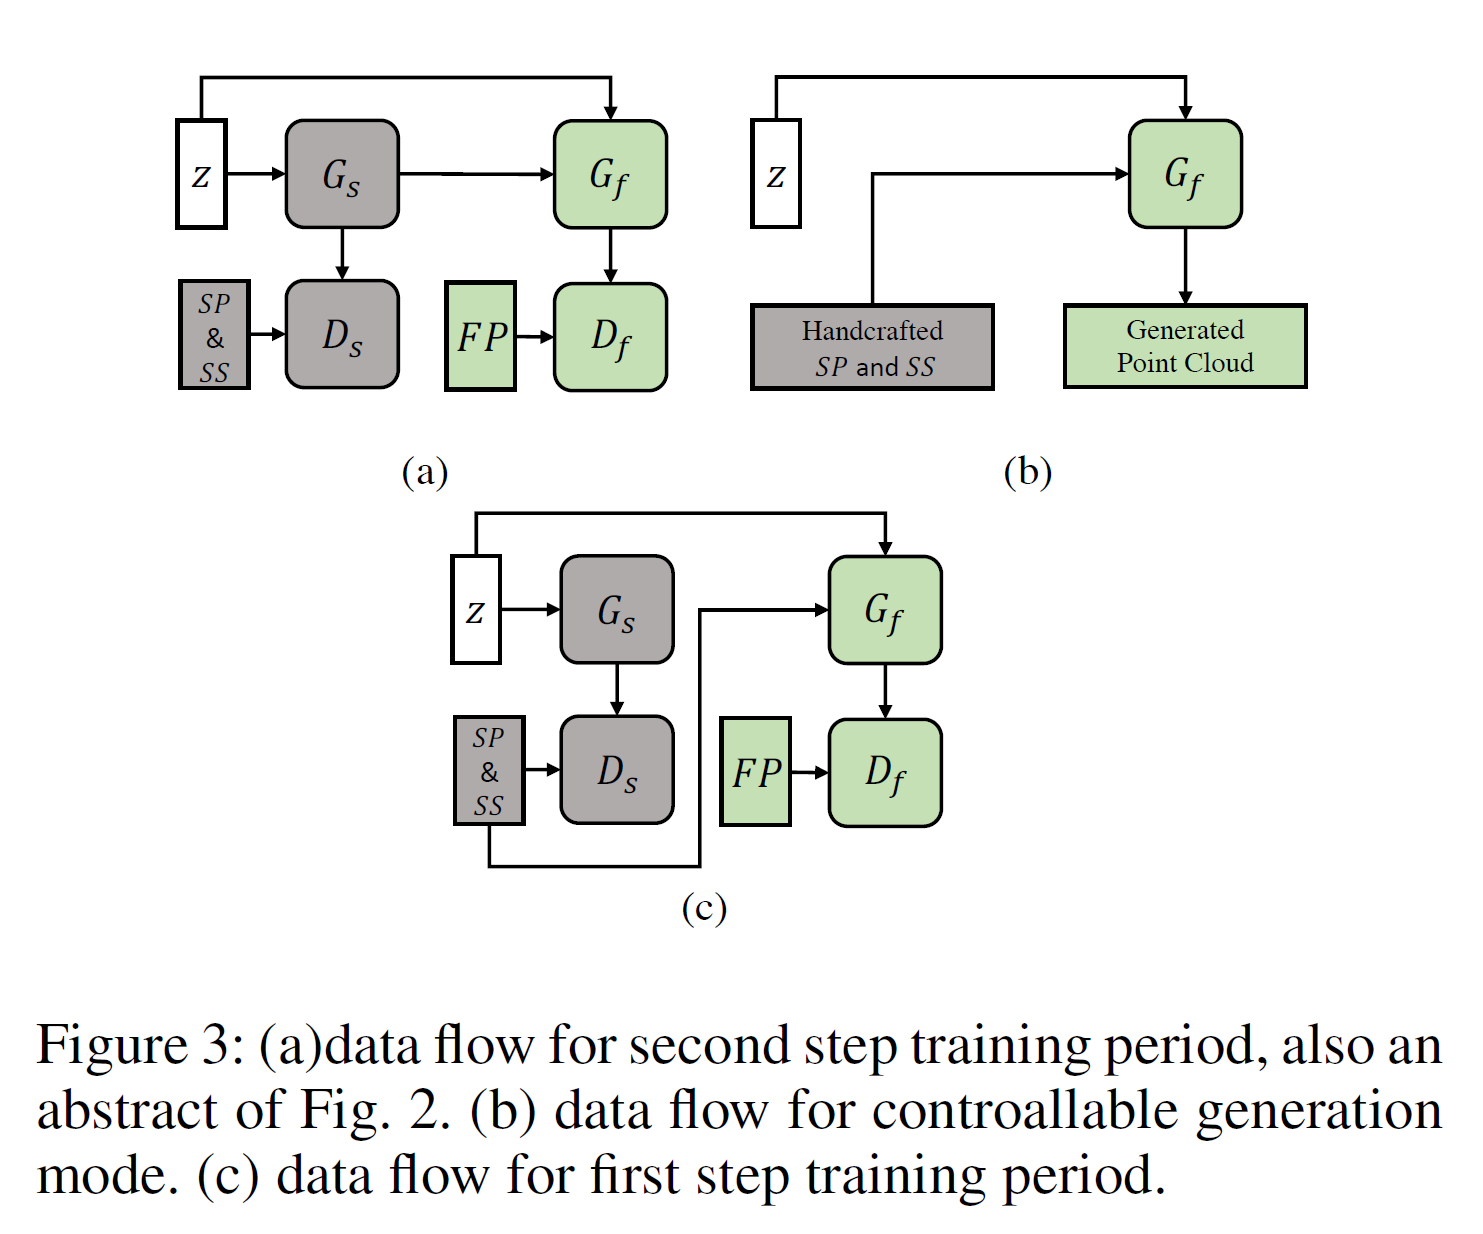 z
G_s
G_f
SP
&
SS
D_s
FP
D_f
(a)
z
G_f
Handcrafted
SP and SS
Generated
Point Cloud
(b)
z
G_s
G_f
SP
&
SS
D_s
FP
D_f
(c)
Figure 3: (a)data flow for second step training period, also an
abstract of Fig. 2. (b) data flow for controallable generation
mode. (c) data flow for first step training period.